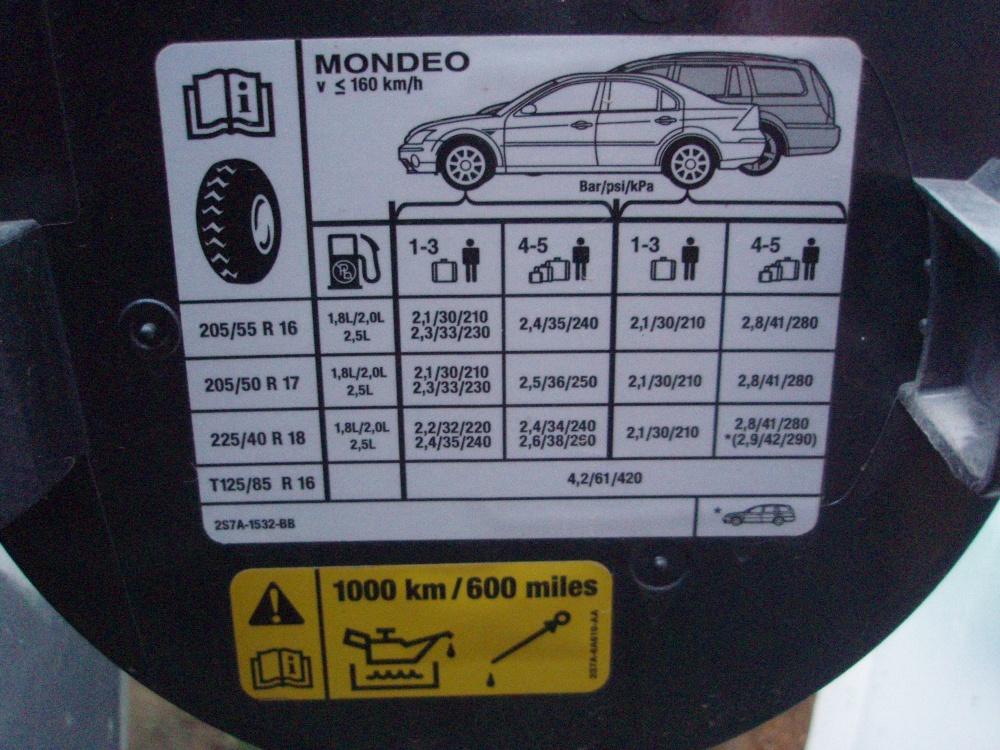 MONDEO
v ≤ 160 km/h
Bar/psi/kPa
1-3 4-5 1-3 4-5
205/55 R 16 1,8L/2,0L 2,5L 2,1/30/210 2,3/33/230 2,4/35/240 2,1/30/210 2,8/41/280
205/50 R 17 1,8L/2,0L 2,5L 2,1/30/210 2,3/33/230 2,5/36/250 2,1/30/210 2,8/41/280
225/40 R 18 1,8L/2,0L 2,5L 2,2/32/220 2,4/35/240 2,4/34/240 2,6/38/250 2,1/30/210 2,8/41/280 *(2,9/42/290)
T125/85 R 16 4,2/61/420
2S7A-1532-BB *
1000 km / 600 miles